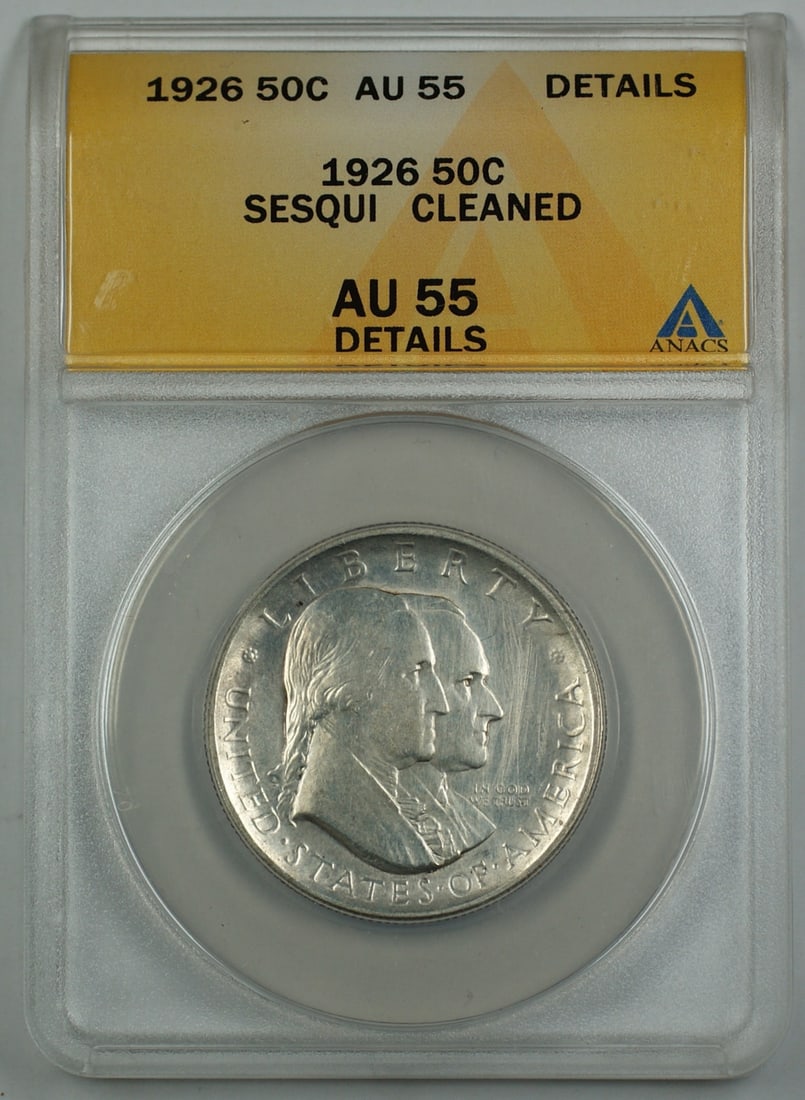 1926 50C AU 55 DETAILS
1926 50C
SESQUI CLEANED
AU 55
DETAILS
ANACS
LIBERTY
UNITED · STATES · OF · AMERICA
IN GOD
WE TRUST